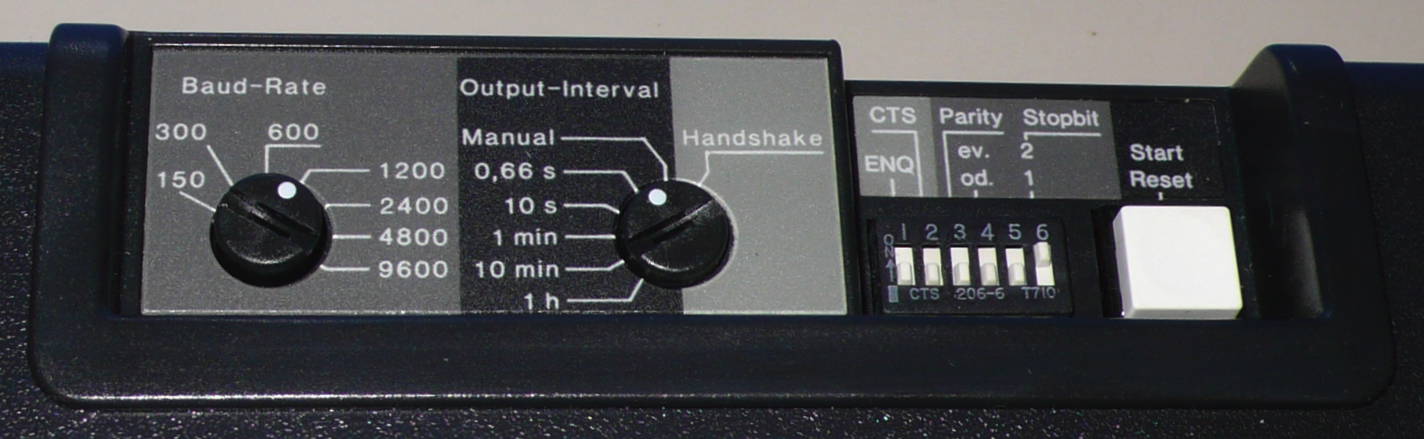 Baud-Rate
300
600
150
1200
2400
4800
9600
Output-Interval
Manual
Handshake
0,66 s
10 s
1 min
10 min
1 h
CTS
ENQ
Parity
Stopbit
ev.
2
od.
1
Start
Reset
1 2 3 4 5 6
ON
CTS 206-6 T710